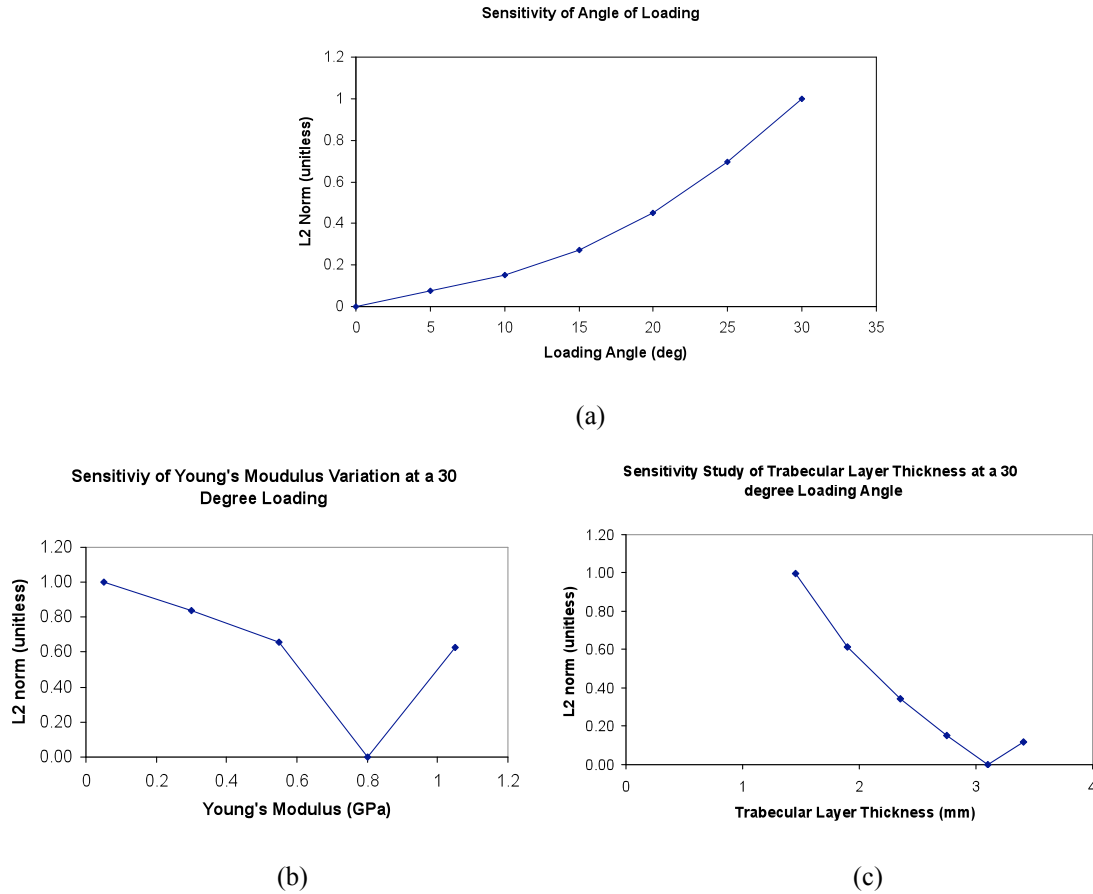 Sensitivity of Angle of Loading
1.2
1
0.8
0.6
0.4
0.2
0
L2 Norm (unitless)
0 5 10 15 20 25 30 35
Loading Angle (deg)
(a)
Sensitiviy of Young's Moudulus Variation at a 30
Degree Loading
1.20
1.00
0.80
0.60
0.40
0.20
0.00
L2 norm (unitless)
0 0.2 0.4 0.6 0.8 1 1.2
Young's Modulus (GPa)
(b)
Sensitivity Study of Trabecular Layer Thickness at a 30
degree Loading Angle
1.20
1.00
0.80
0.60
0.40
0.20
0.00
L2 norm (unitless)
0 1 2 3 4
Trabecular Layer Thickness (mm)
(c)